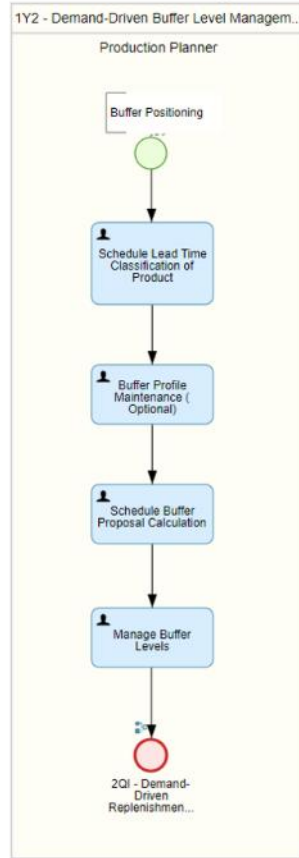 1Y2 - Demand-Driven Buffer Level Managem...
Production Planner
Buffer Positioning
Schedule Lead Time
Classification of
Product
Buffer Profile
Maintenance (
Optional)
Schedule Buffer
Proposal Calculation
Manage Buffer
Levels
2QI - Demand-
Driven
Replenishmen...